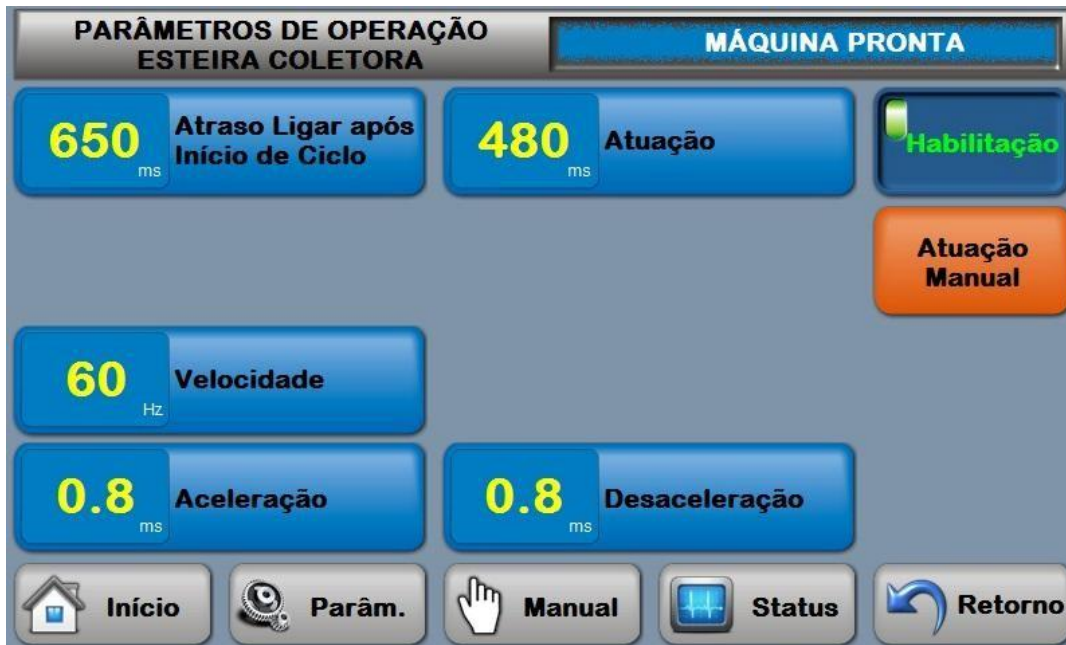 PARÂMETROS DE OPERAÇÃO
ESTEIRA COLETORA
MÁQUINA PRONTA
650 ms
Atraso Ligar após
Início de Ciclo
480 ms
Atuação
Habilitação
Atuação
Manual
60 Hz
Velocidade
0.8 ms
Aceleração
0.8 ms
Desaceleração
Início
Parâm.
Manual
Status
Retorno